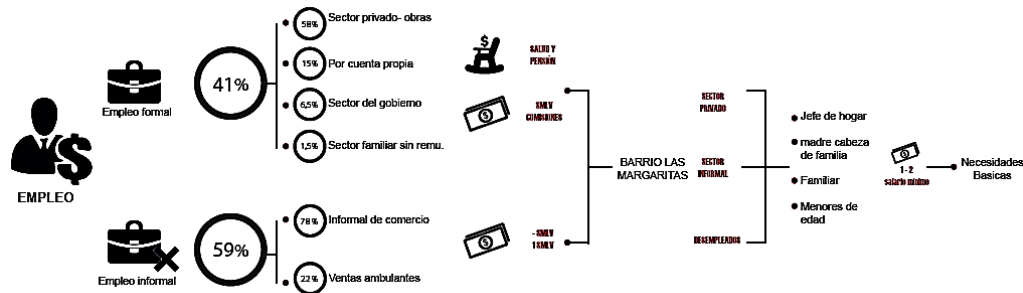 EMPLEO
Empleo formal
41%
58%
Sector privado- obras
15%
Por cuenta propia
6,5%
Sector del gobierno
1,5%
Sector familiar sin remu.
Empleo informal
59%
78%
Informal de comercio
22%
Ventas ambulantes
$
SALUD Y
PENSIÓN
SMLV
COMISIONES
- SMLV
1 SMLV
BARRIO LAS
MARGARITAS
SECTOR
PRIVADO
SECTOR
INFORMAL
DESEMPLEADOS
Jefe de hogar
madre cabeza
de familia
Familiar
Menores de
edad
1 - 2
salario mínimo
Necesidades
Basicas